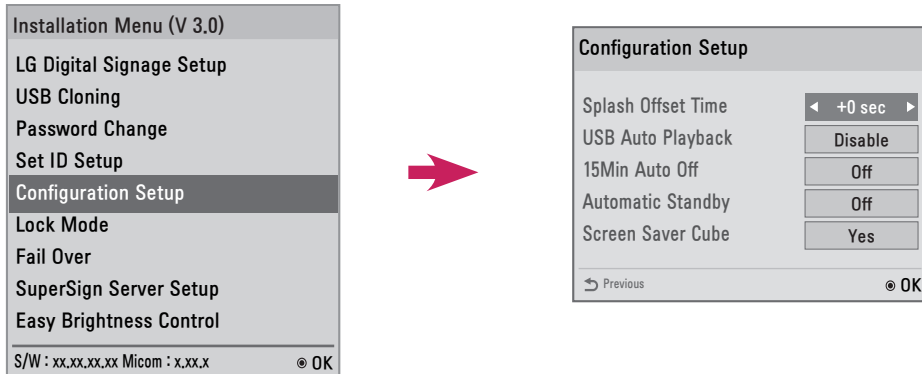 Installation Menu (V 3.0)
LG Digital Signage Setup
USB Cloning
Password Change
Set ID Setup
Configuration Setup
Lock Mode
Fail Over
SuperSign Server Setup
Easy Brightness Control
S/W : xx.xx.xx.xx Micom : x.xx.x ◉ OK
Configuration Setup
Splash Offset Time ◀ +0 sec ▶
USB Auto Playback Disable
15Min Auto Off Off
Automatic Standby Off
Screen Saver Cube Yes
Previous ◉ OK